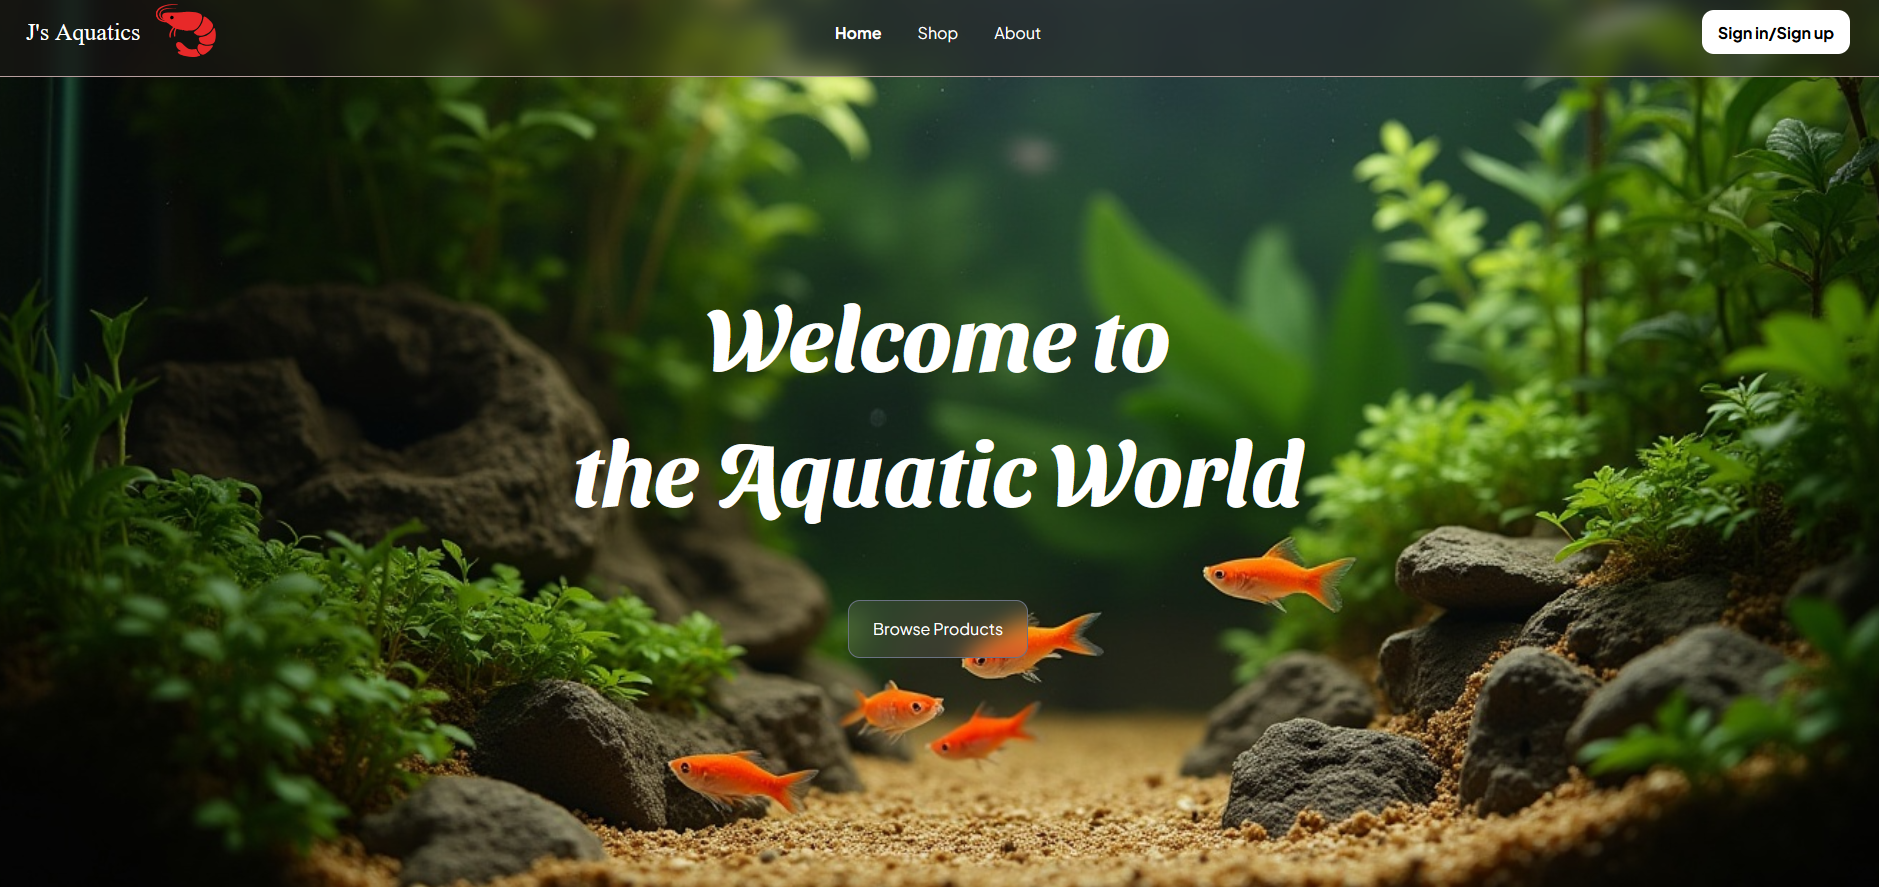 J's Aquatics
Home Shop About
Sign in/Sign up
Welcome to
the Aquatic World
Browse Products